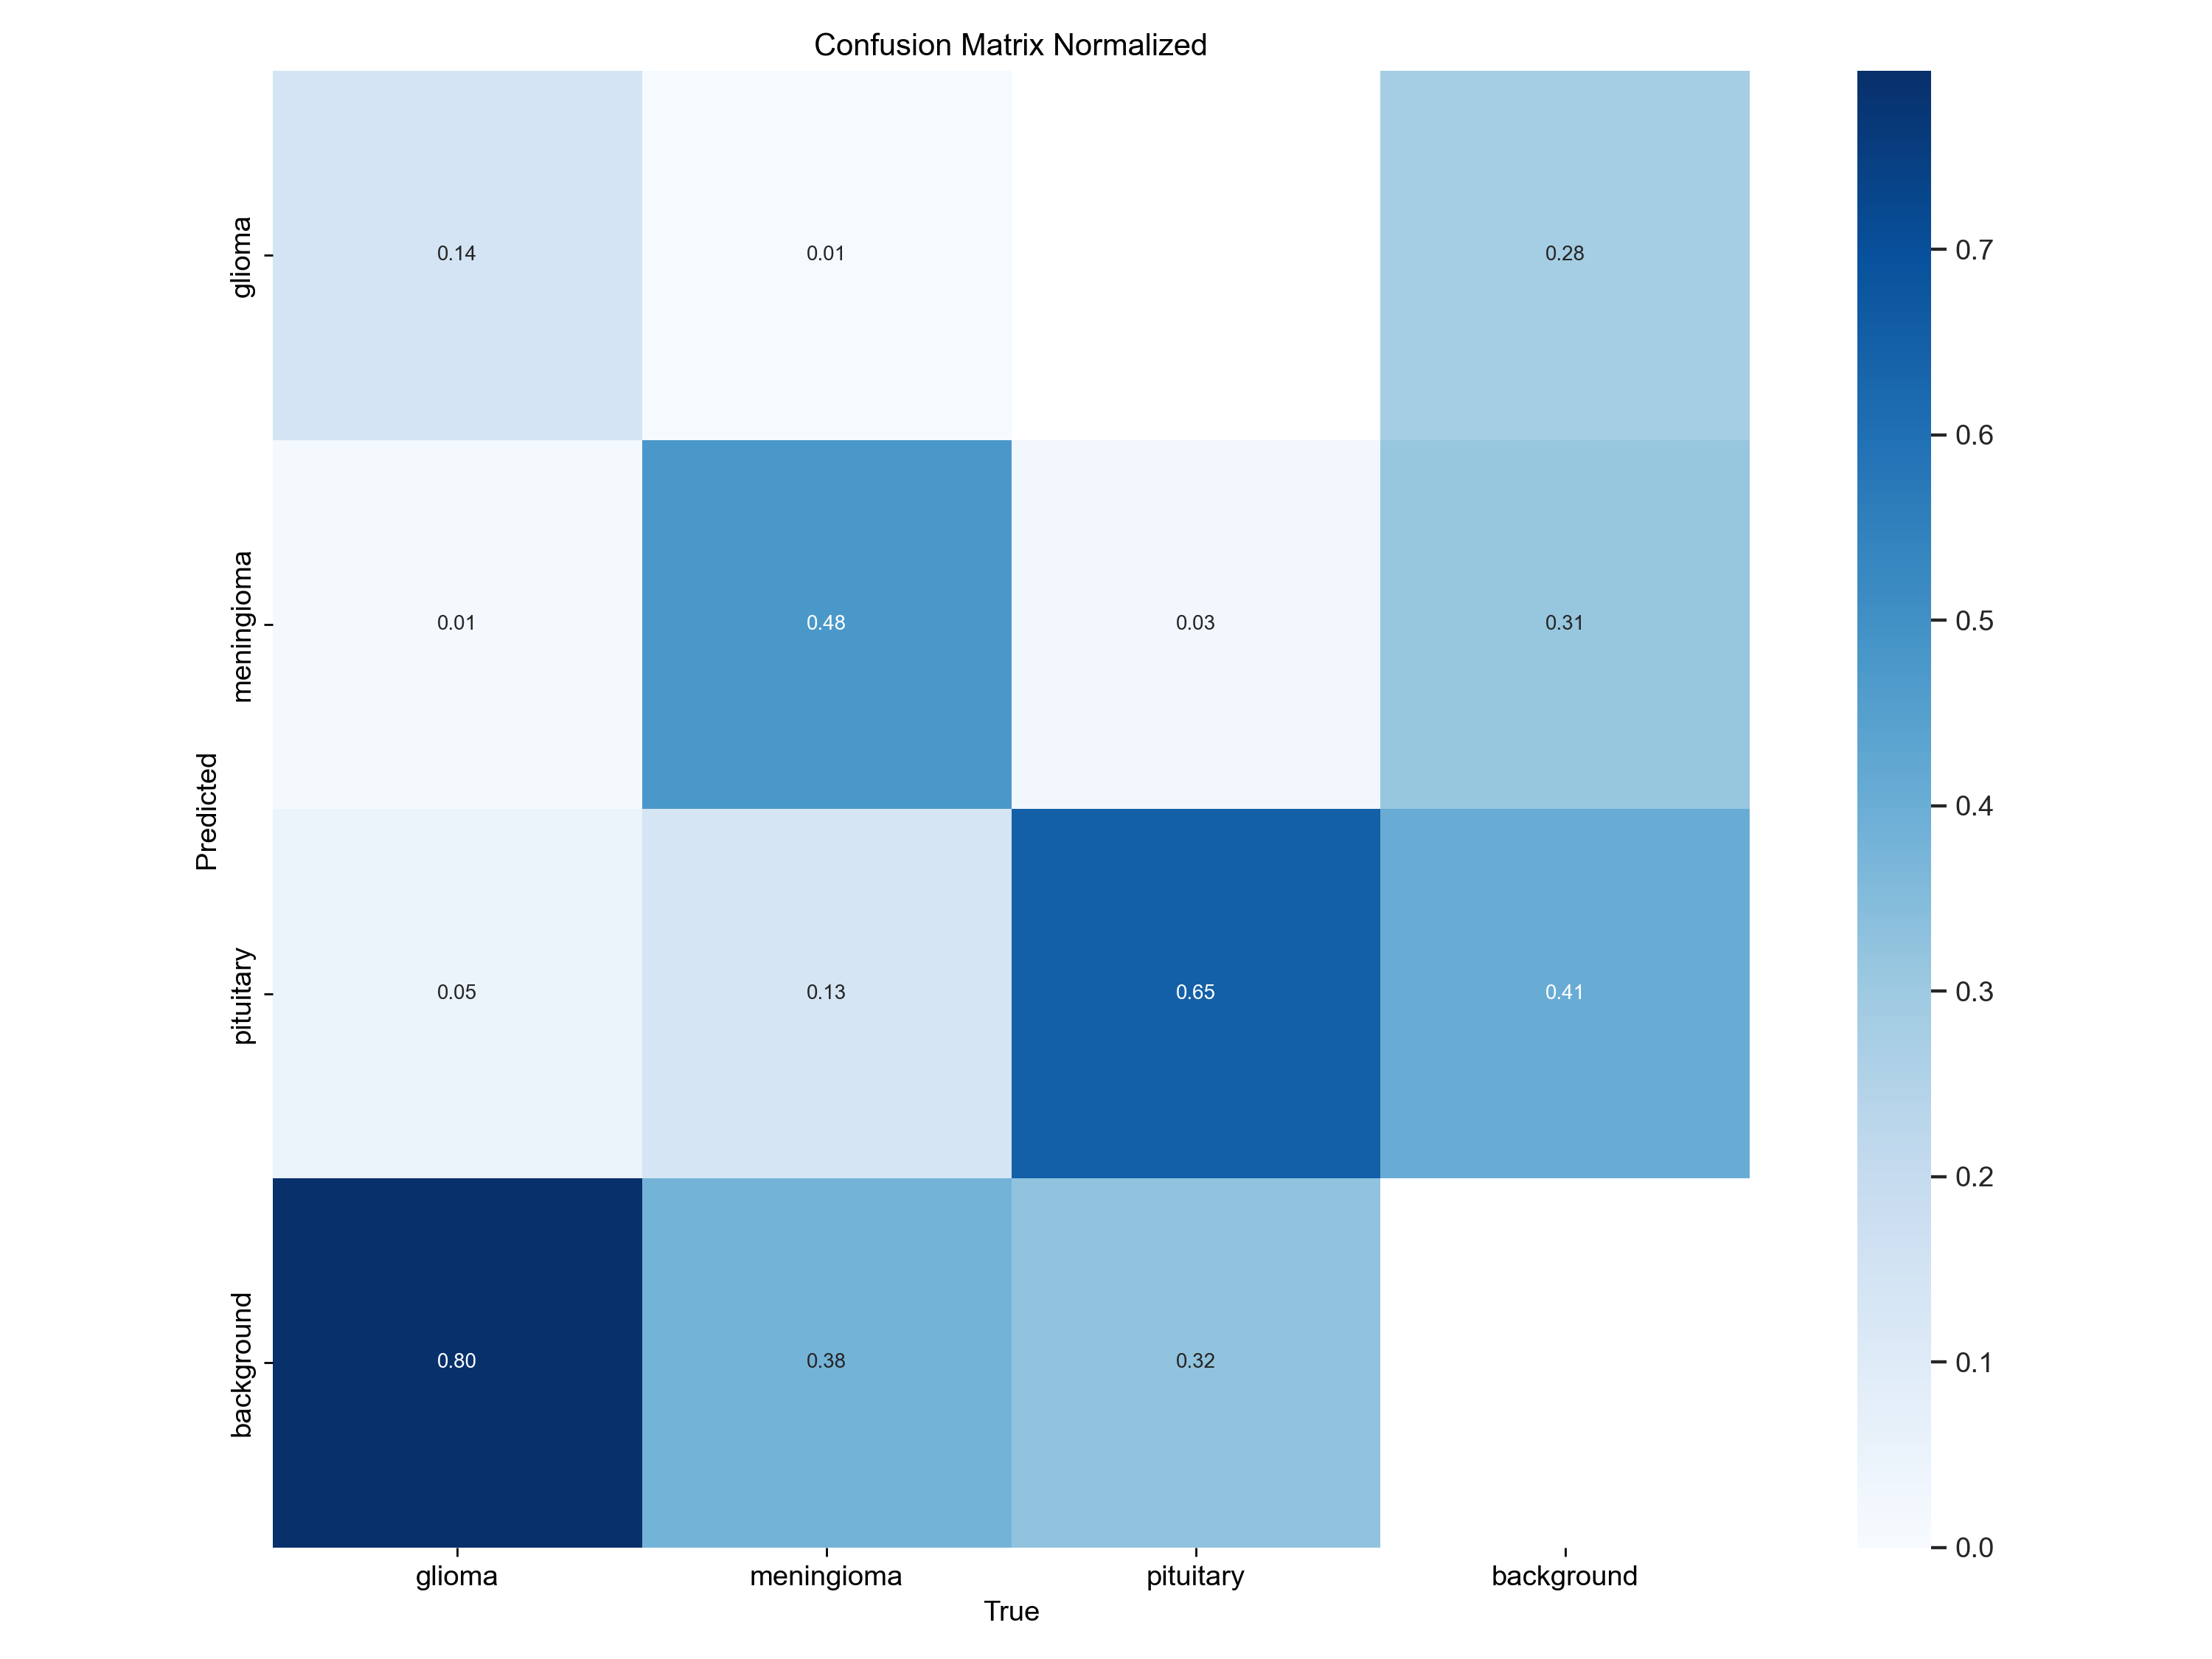 Confusion Matrix Normalized
glioma
0.14
0.01
0.28
meningioma
0.01
0.48
0.03
0.31
pituitary
0.05
0.13
0.65
0.41
background
0.80
0.38
0.32
Predicted
glioma
meningioma
pituitary
background
True
0.7
0.6
0.5
0.4
0.3
0.2
0.1
0.0